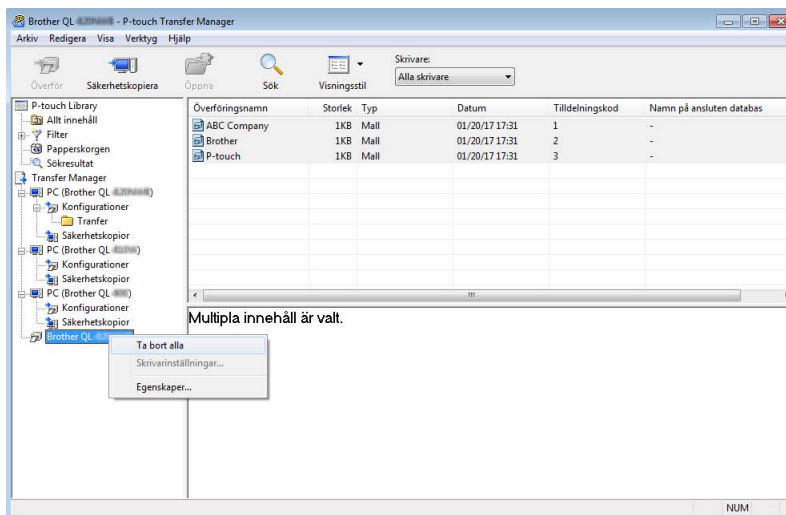 Brother QL - P-touch Transfer Manager
Arkiv Redigera Visa Verktyg Hjälp
Överför Säkerhetskopiera Öppna Sök Visningsstil
Skrivare:
Alla skrivare
P-touch Library
Allt innehåll
Filter
Papperskorgen
Sökresultat
Transfer Manager
PC (Brother QL )
Konfigurationer
Tranfer
Säkerhetskopior
PC (Brother QL )
Konfigurationer
Säkerhetskopior
PC (Brother QL )
Konfigurationer
Säkerhetskopior
Brother QL
Överföringsnamn Storlek Typ Datum Tilldelningskod Namn på ansluten databas
ABC Company 1KB Mall 01/20/17 17:31 1 -
Brother 1KB Mall 01/20/17 17:31 2 -
P-touch 1KB Mall 01/20/17 17:31 3 -
Multipla innehåll är valt.
Ta bort alla
Skrivarinställningar...
Egenskaper...
NUM